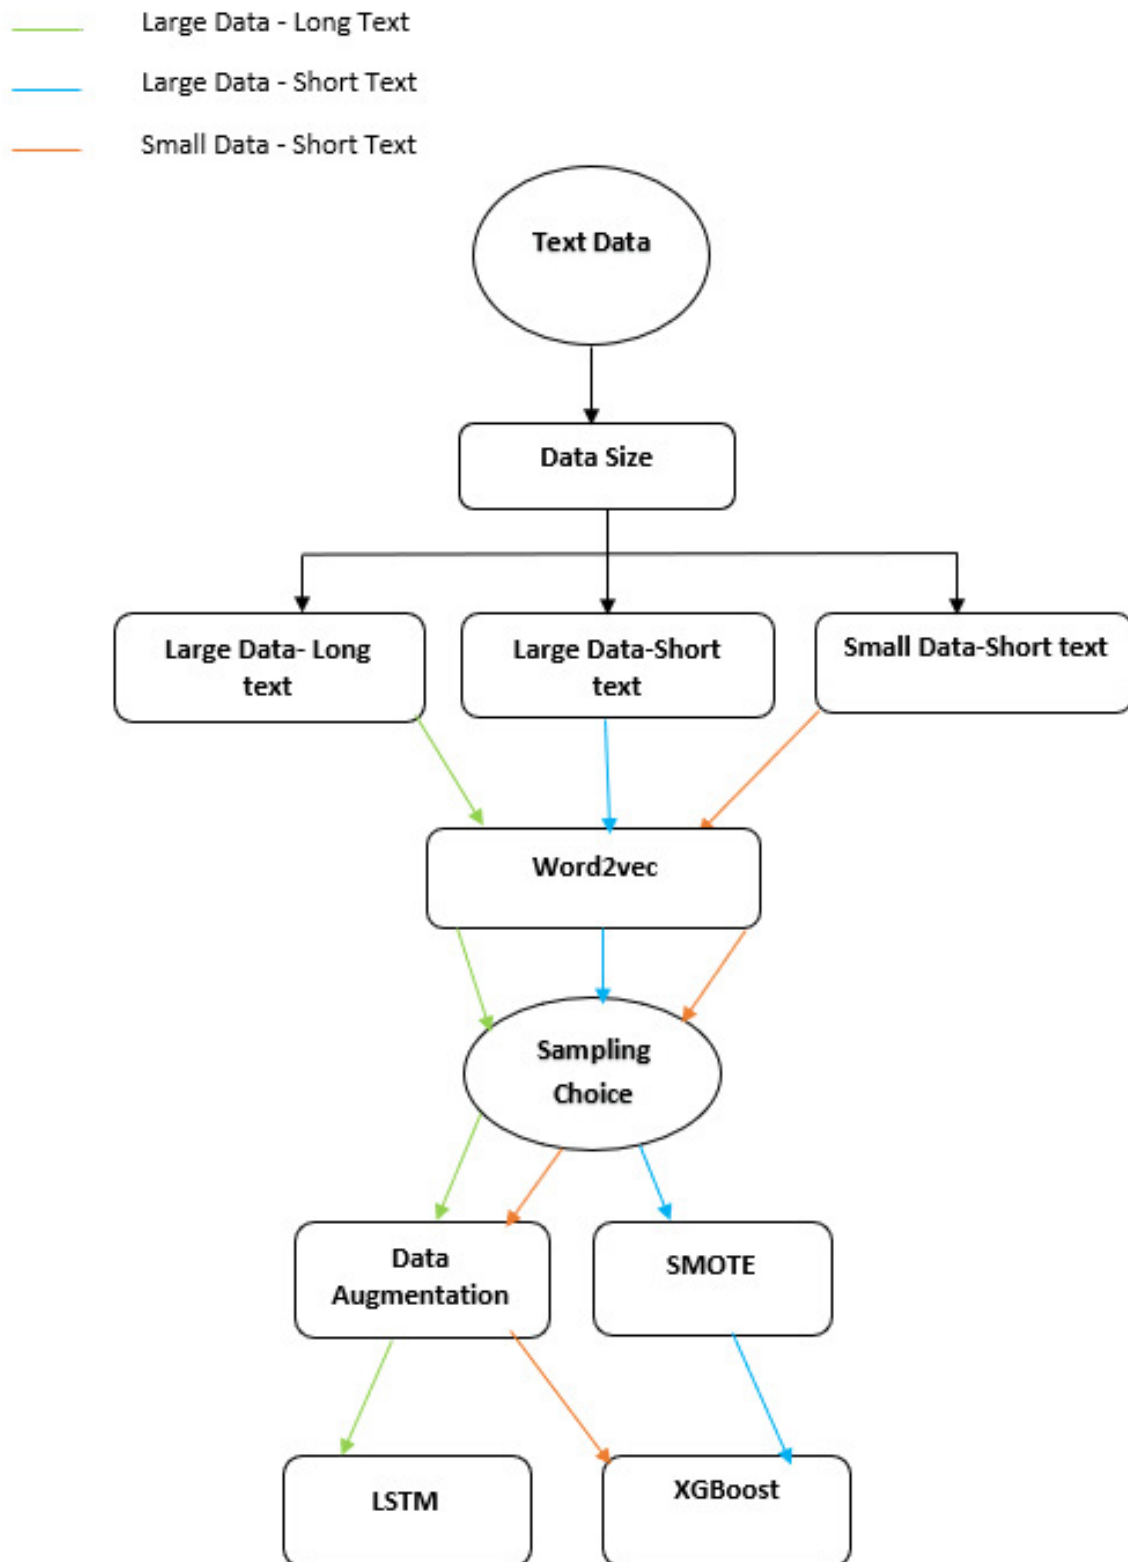 Large Data - Long Text
Large Data - Short Text
Small Data - Short Text
Text Data
Data Size
Large Data- Long
text
Large Data-Short
text
Small Data-Short text
Word2vec
Sampling
Choice
Data
Augmentation
SMOTE
LSTM
XGBoost